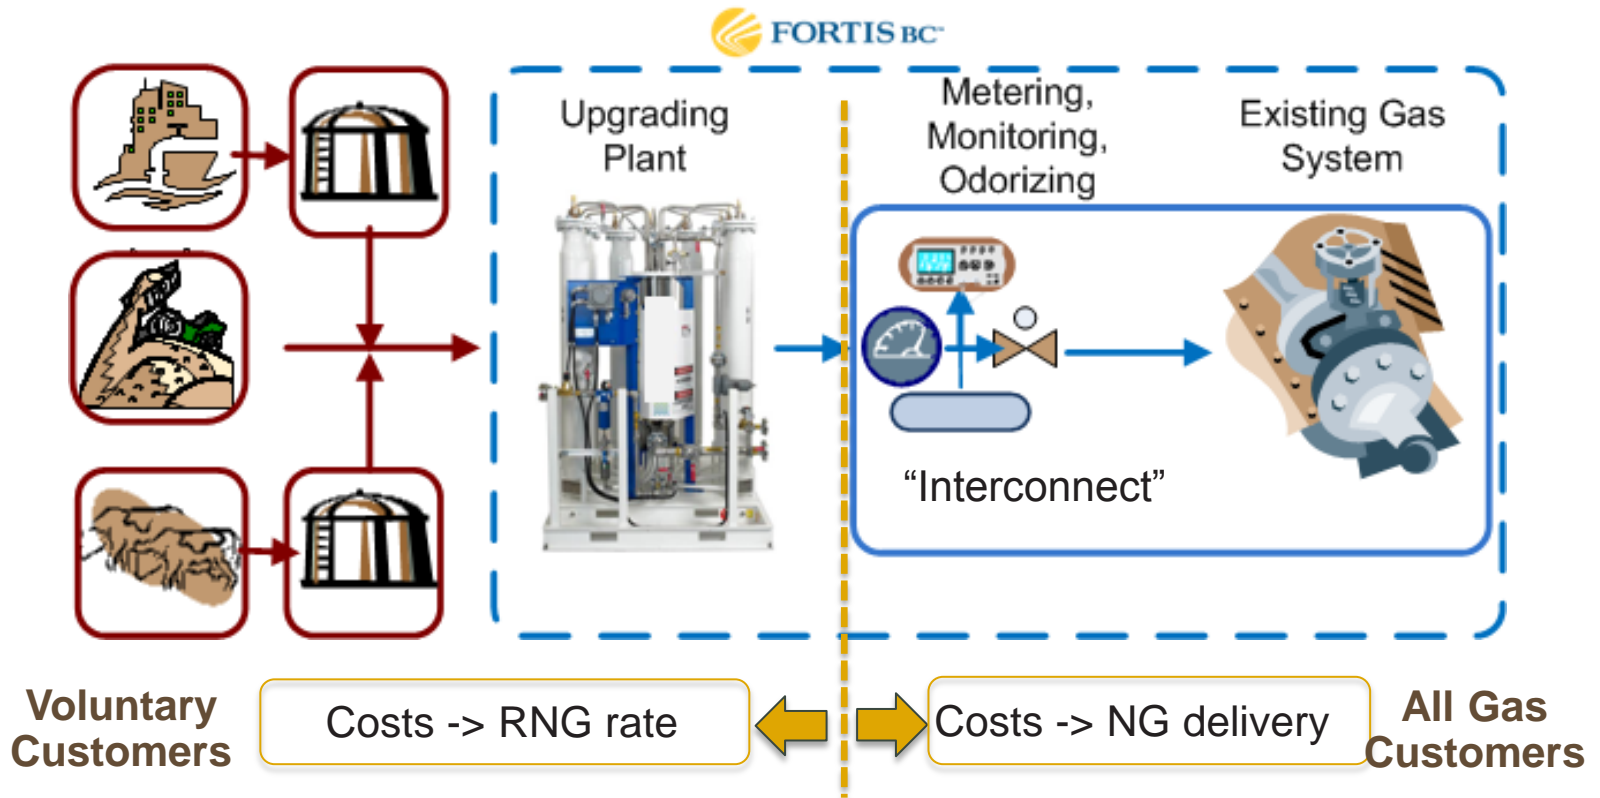 FORTIS BC™
Upgrading
Plant
Metering,
Monitoring,
Odorizing
Existing Gas
System
“Interconnect”
Voluntary
Customers
Costs -> RNG rate
Costs -> NG delivery
All Gas
Customers